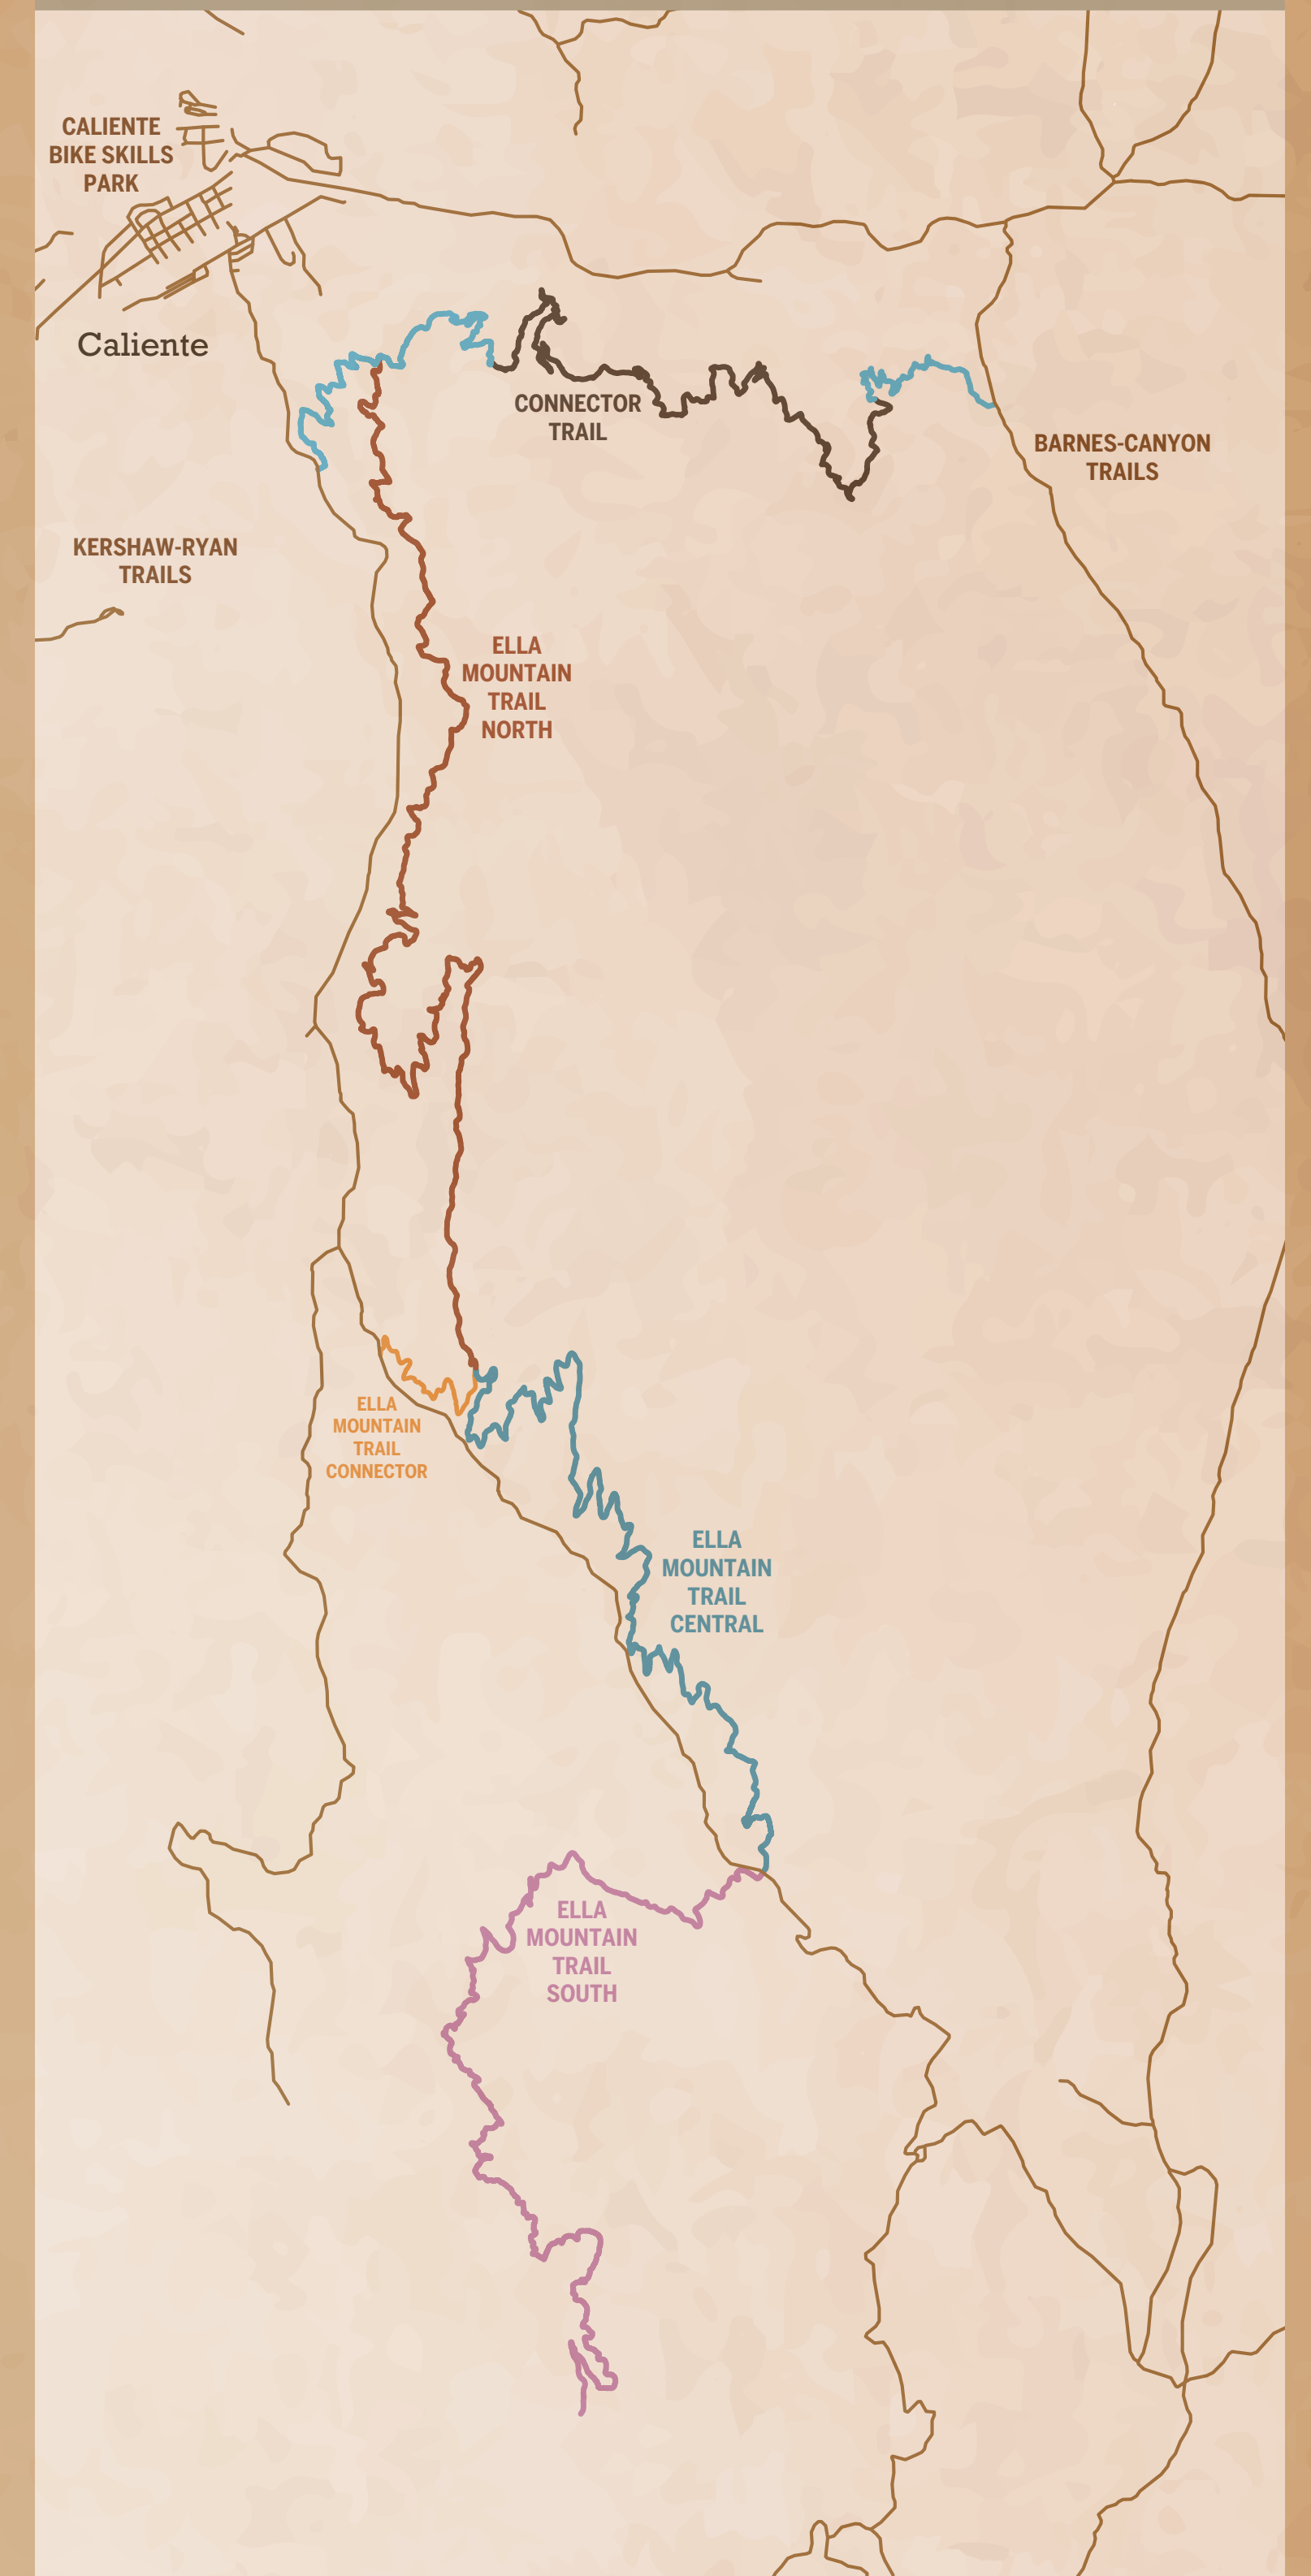 CALIENTE
BIKE SKILLS
PARK
Caliente
CONNECTOR
TRAIL
BARNES-CANYON
TRAILS
KERSHAW-RYAN
TRAILS
ELLA
MOUNTAIN
TRAIL
NORTH
ELLA
MOUNTAIN
TRAIL
CONNECTOR
ELLA
MOUNTAIN
TRAIL
CENTRAL
ELLA
MOUNTAIN
TRAIL
SOUTH